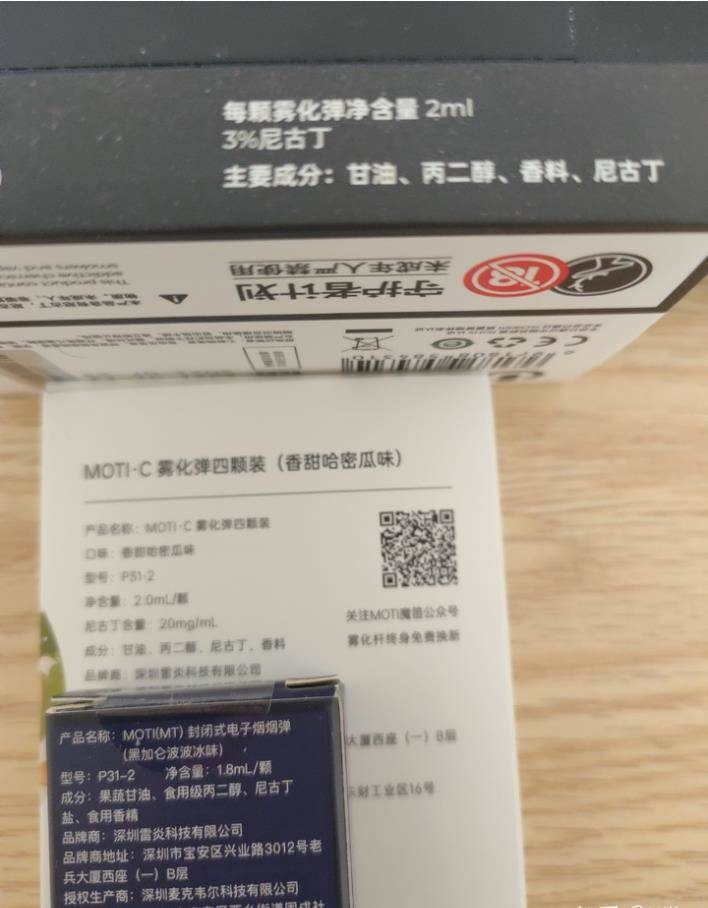 每颗雾化弹净含量 2ml
3%尼古丁
主要成分：甘油、丙二醇、香料、尼古丁
守护者计划
未成年人严禁使用
18
MOTI·C 雾化弹四颗装（香甜哈密瓜味）
产品名称：MOTI·C 雾化弹四颗装
口味：香甜哈密瓜味
型号：P31-2
净含量：2.0mL/颗
尼古丁含量：20mg/mL
成分：甘油、丙二醇、尼古丁、香料
品牌商：深圳雷炎科技有限公司
关注MOTI魔笛公众号
雾化杆终身免费换新
大厦西座（一）B层
财工业区16号
产品名称：MOTI(MT) 封闭式电子烟烟弹
（黑加仑波波冰味）
型号：P31-2 净含量：1.8mL/颗
成分：果蔬甘油、食用级丙二醇、尼古丁
盐、食用香精
品牌商：深圳雷炎科技有限公司
品牌商地址：深圳市宝安区兴业路3012号老
兵大厦西座（一）B层
授权生产商：深圳麦克韦尔科技有限公司